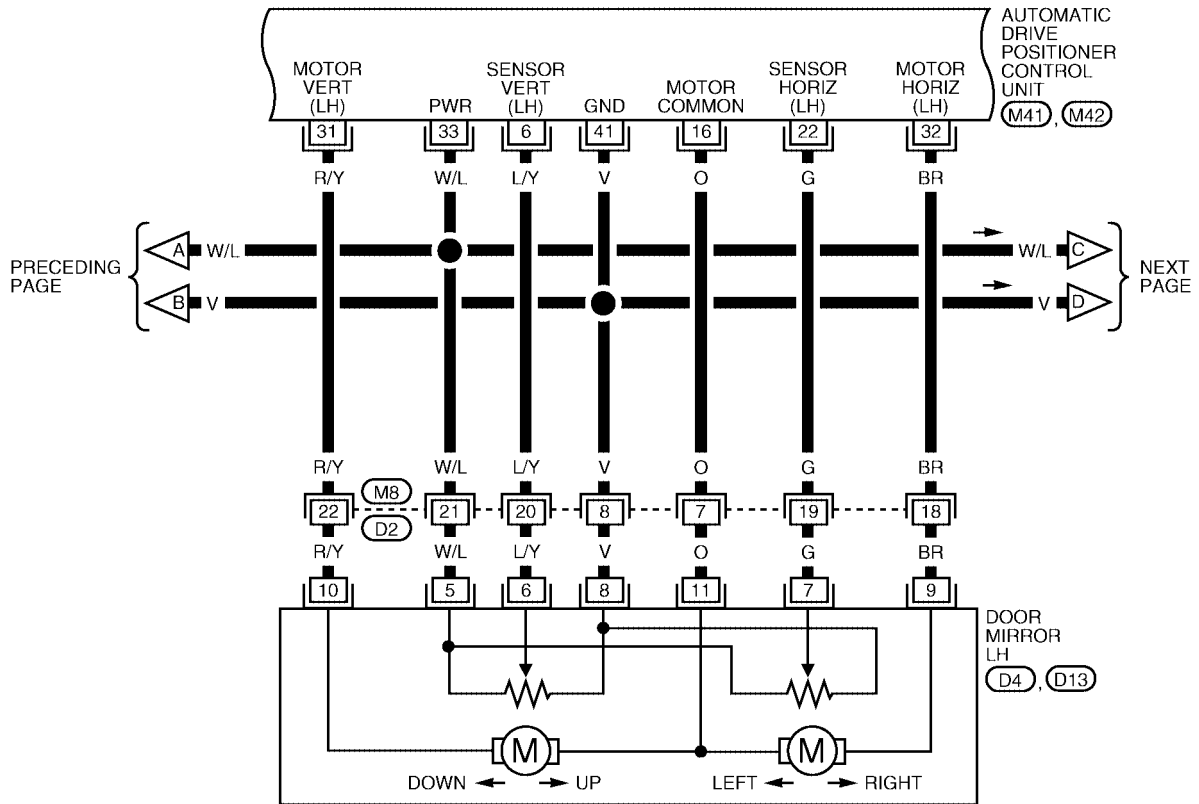 AUTOMATIC
DRIVE
POSITIONER
CONTROL
UNIT
M41 , M42
MOTOR
VERT
(LH)
PWR
SENSOR
VERT
(LH)
GND
MOTOR
COMMON
SENSOR
HORIZ
(LH)
MOTOR
HORIZ
(LH)
31 33 6 41 16 22 32
R/Y W/L L/Y V O G BR
PRECEDING
PAGE
A W/L
W/L C
B V
V D
NEXT
PAGE
R/Y W/L L/Y V O G BR
M8
22 21 20 8 7 19 18
D2
R/Y W/L L/Y V O G BR
10 5 6 8 11 7 9
DOOR
MIRROR
LH
D4 , D13
M M
DOWN UP LEFT RIGHT